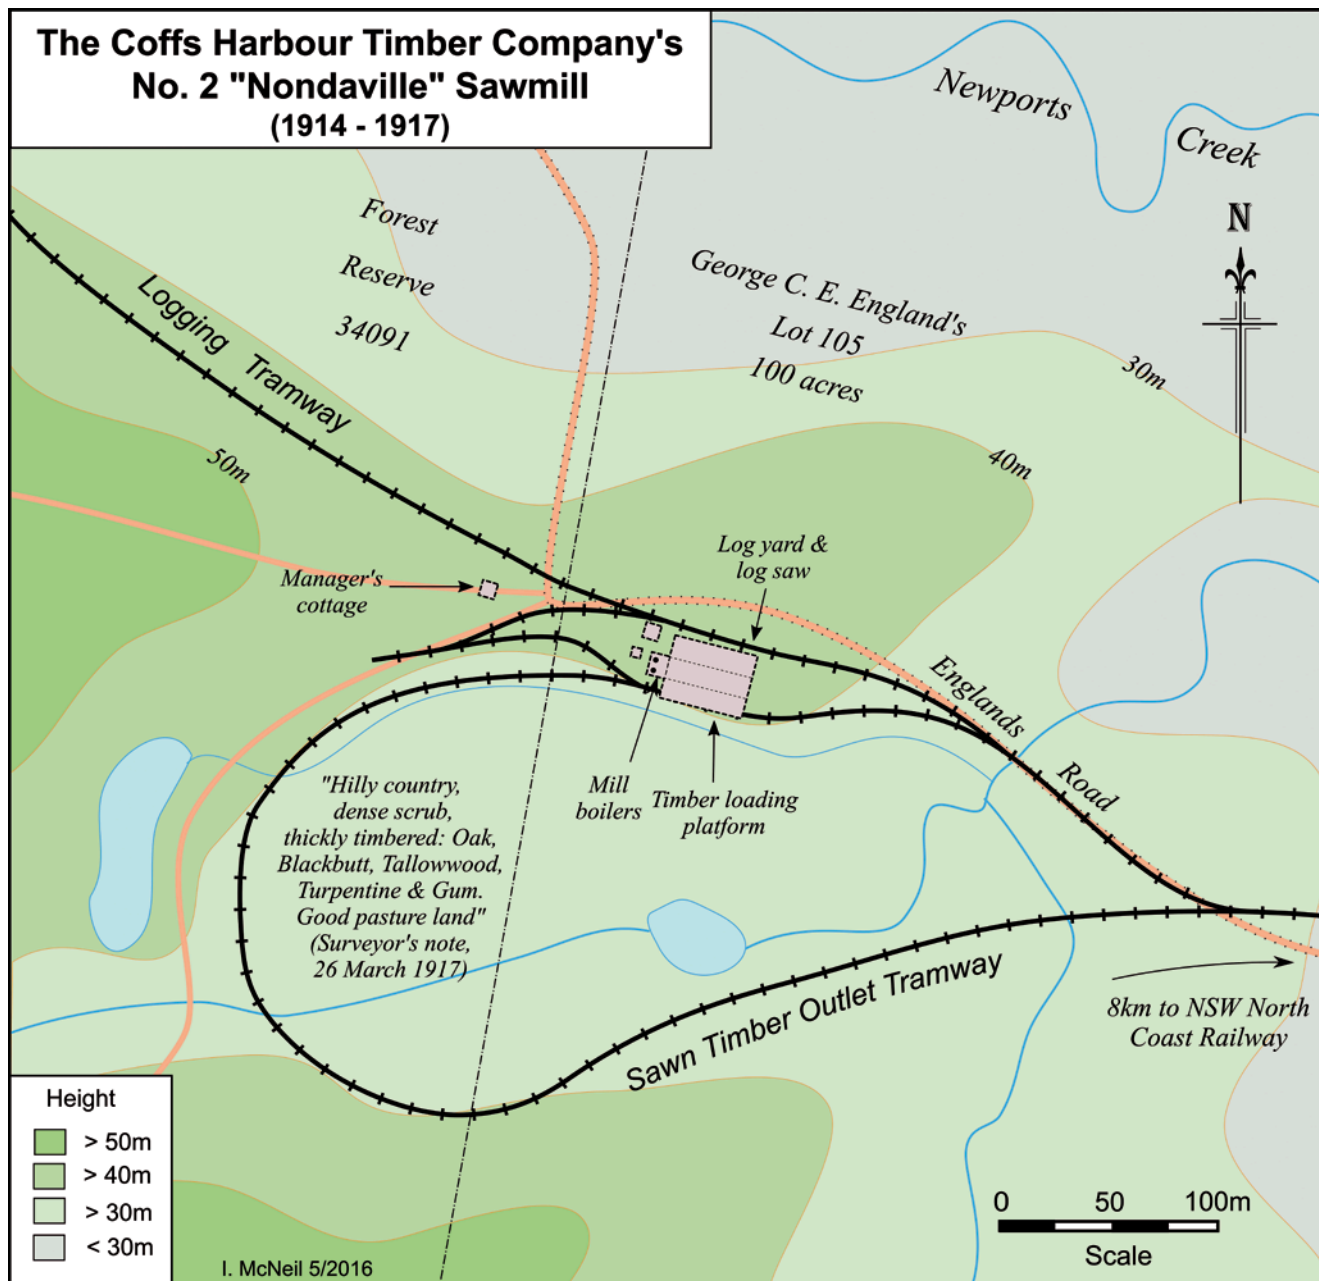 The Coffs Harbour Timber Company's
No. 2 "Nondaville" Sawmill
(1914 - 1917)
Newports
Creek
N
Forest
Reserve
34091
George C. E. England's
Lot 105
100 acres
Logging Tramway
30m
40m
50m
Log yard &
log saw
Manager's
cottage
Englands
Road
Mill
boilers
Timber loading
platform
"Hilly country,
dense scrub,
thickly timbered: Oak,
Blackbutt, Tallowwood,
Turpentine & Gum.
Good pasture land"
(Surveyor's note,
26 March 1917)
Sawn Timber Outlet Tramway
8km to NSW North
Coast Railway
Height
> 50m
> 40m
> 30m
< 30m
0 50 100m
Scale
I. McNeil 5/2016